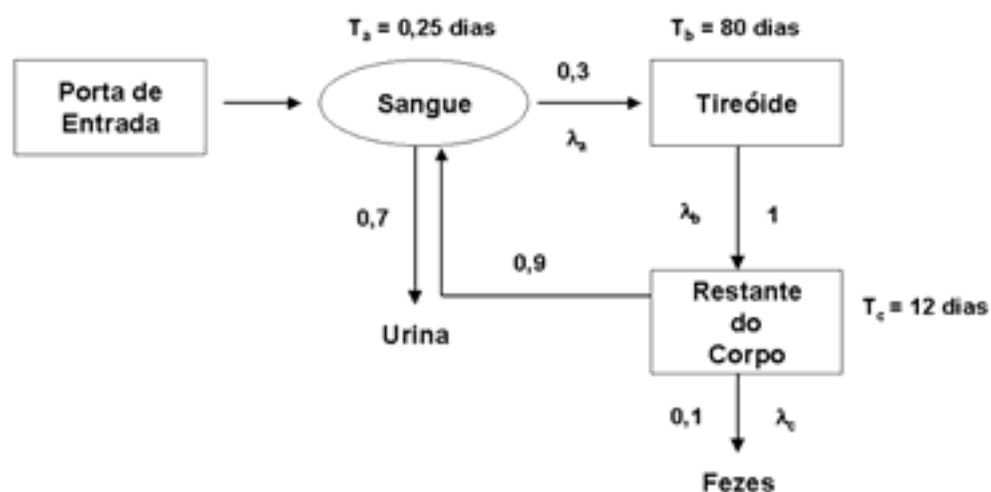 Tₐ = 0,25 dias
T_b = 80 dias
Porta de
Entrada
Sangue
0,3
λₐ
Tireóide
0,7
λ_b
1
0,9
Restante
do
Corpo
T_c = 12 dias
Urina
0,1
λ_c
Fezes